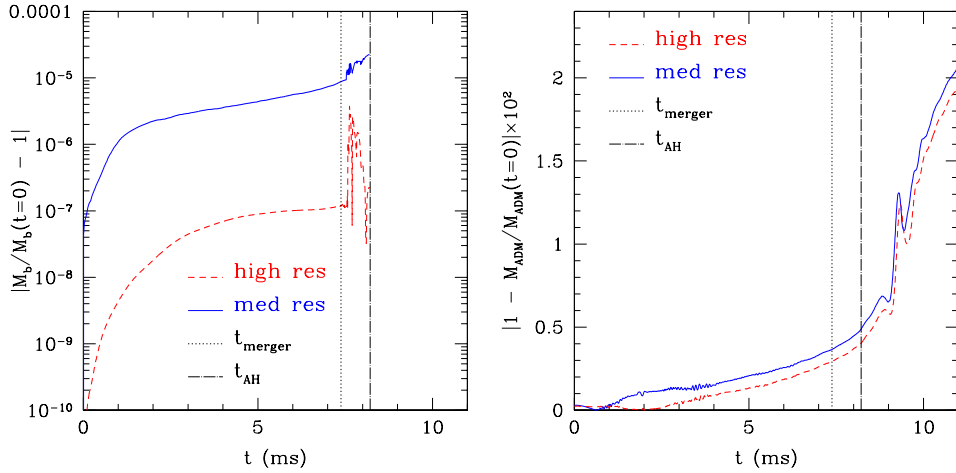 0.0001
10⁻⁵
10⁻⁶
10⁻⁷
10⁻⁸
10⁻⁹
10⁻¹⁰
|M_b/M_b(t=0) − 1|
high res
med res
t_merger
t_AH
0 5 10
t (ms)
2
1.5
1
0.5
0
|1 − M_ADM/M_ADM(t=0)|×10²
high res
med res
t_merger
t_AH
0 5 10
t (ms)